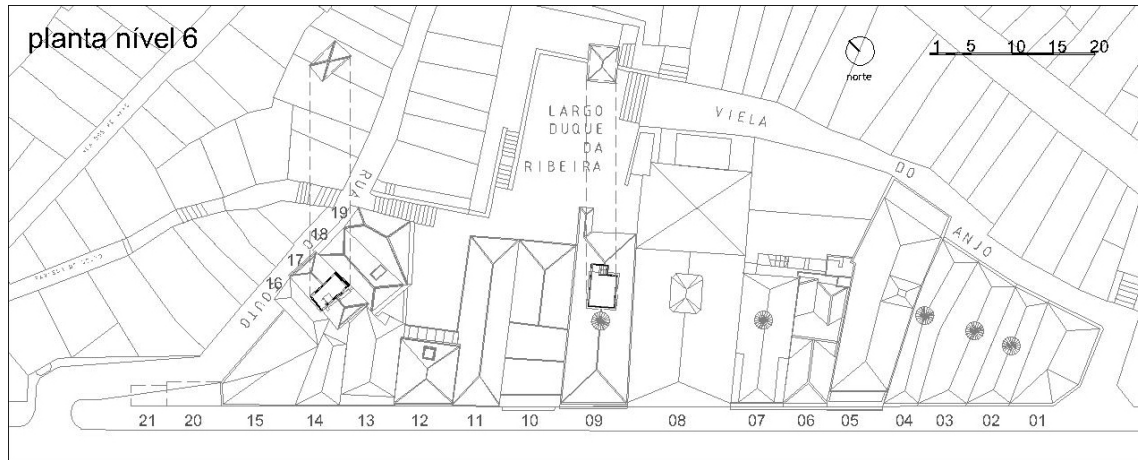 planta nível 6
norte
1 5 10 15 20
LARGO
DUQUE
DA
RIBEIRA
VIELA
DO
ANJO
RUA
DO
SOUTO
19
18
17
16
21 20 15 14 13 12 11 10 09 08 07 06 05 04 03 02 01